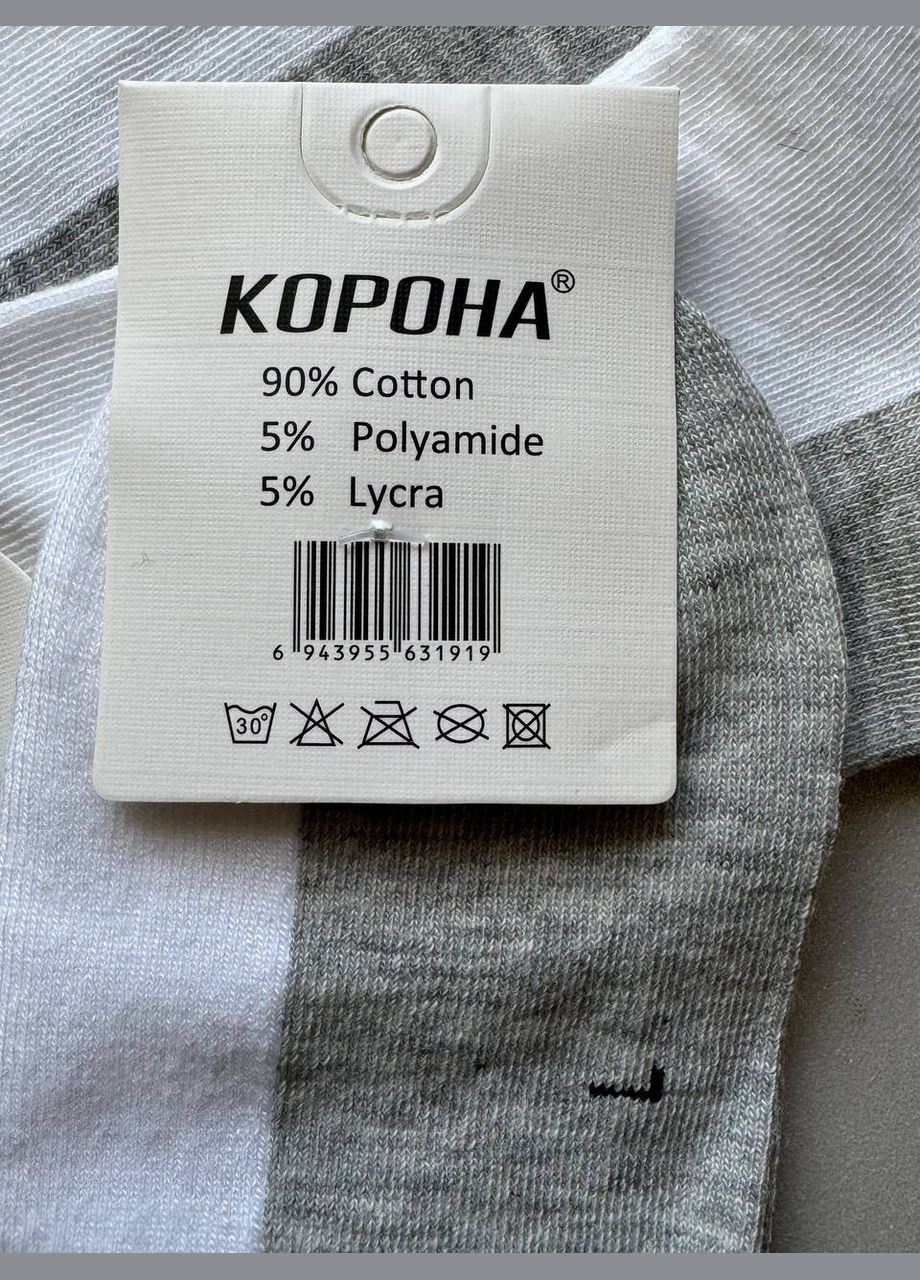 КОРОНА®
90% Cotton
5% Polyamide
5% Lycra
6 943955 631919
30°